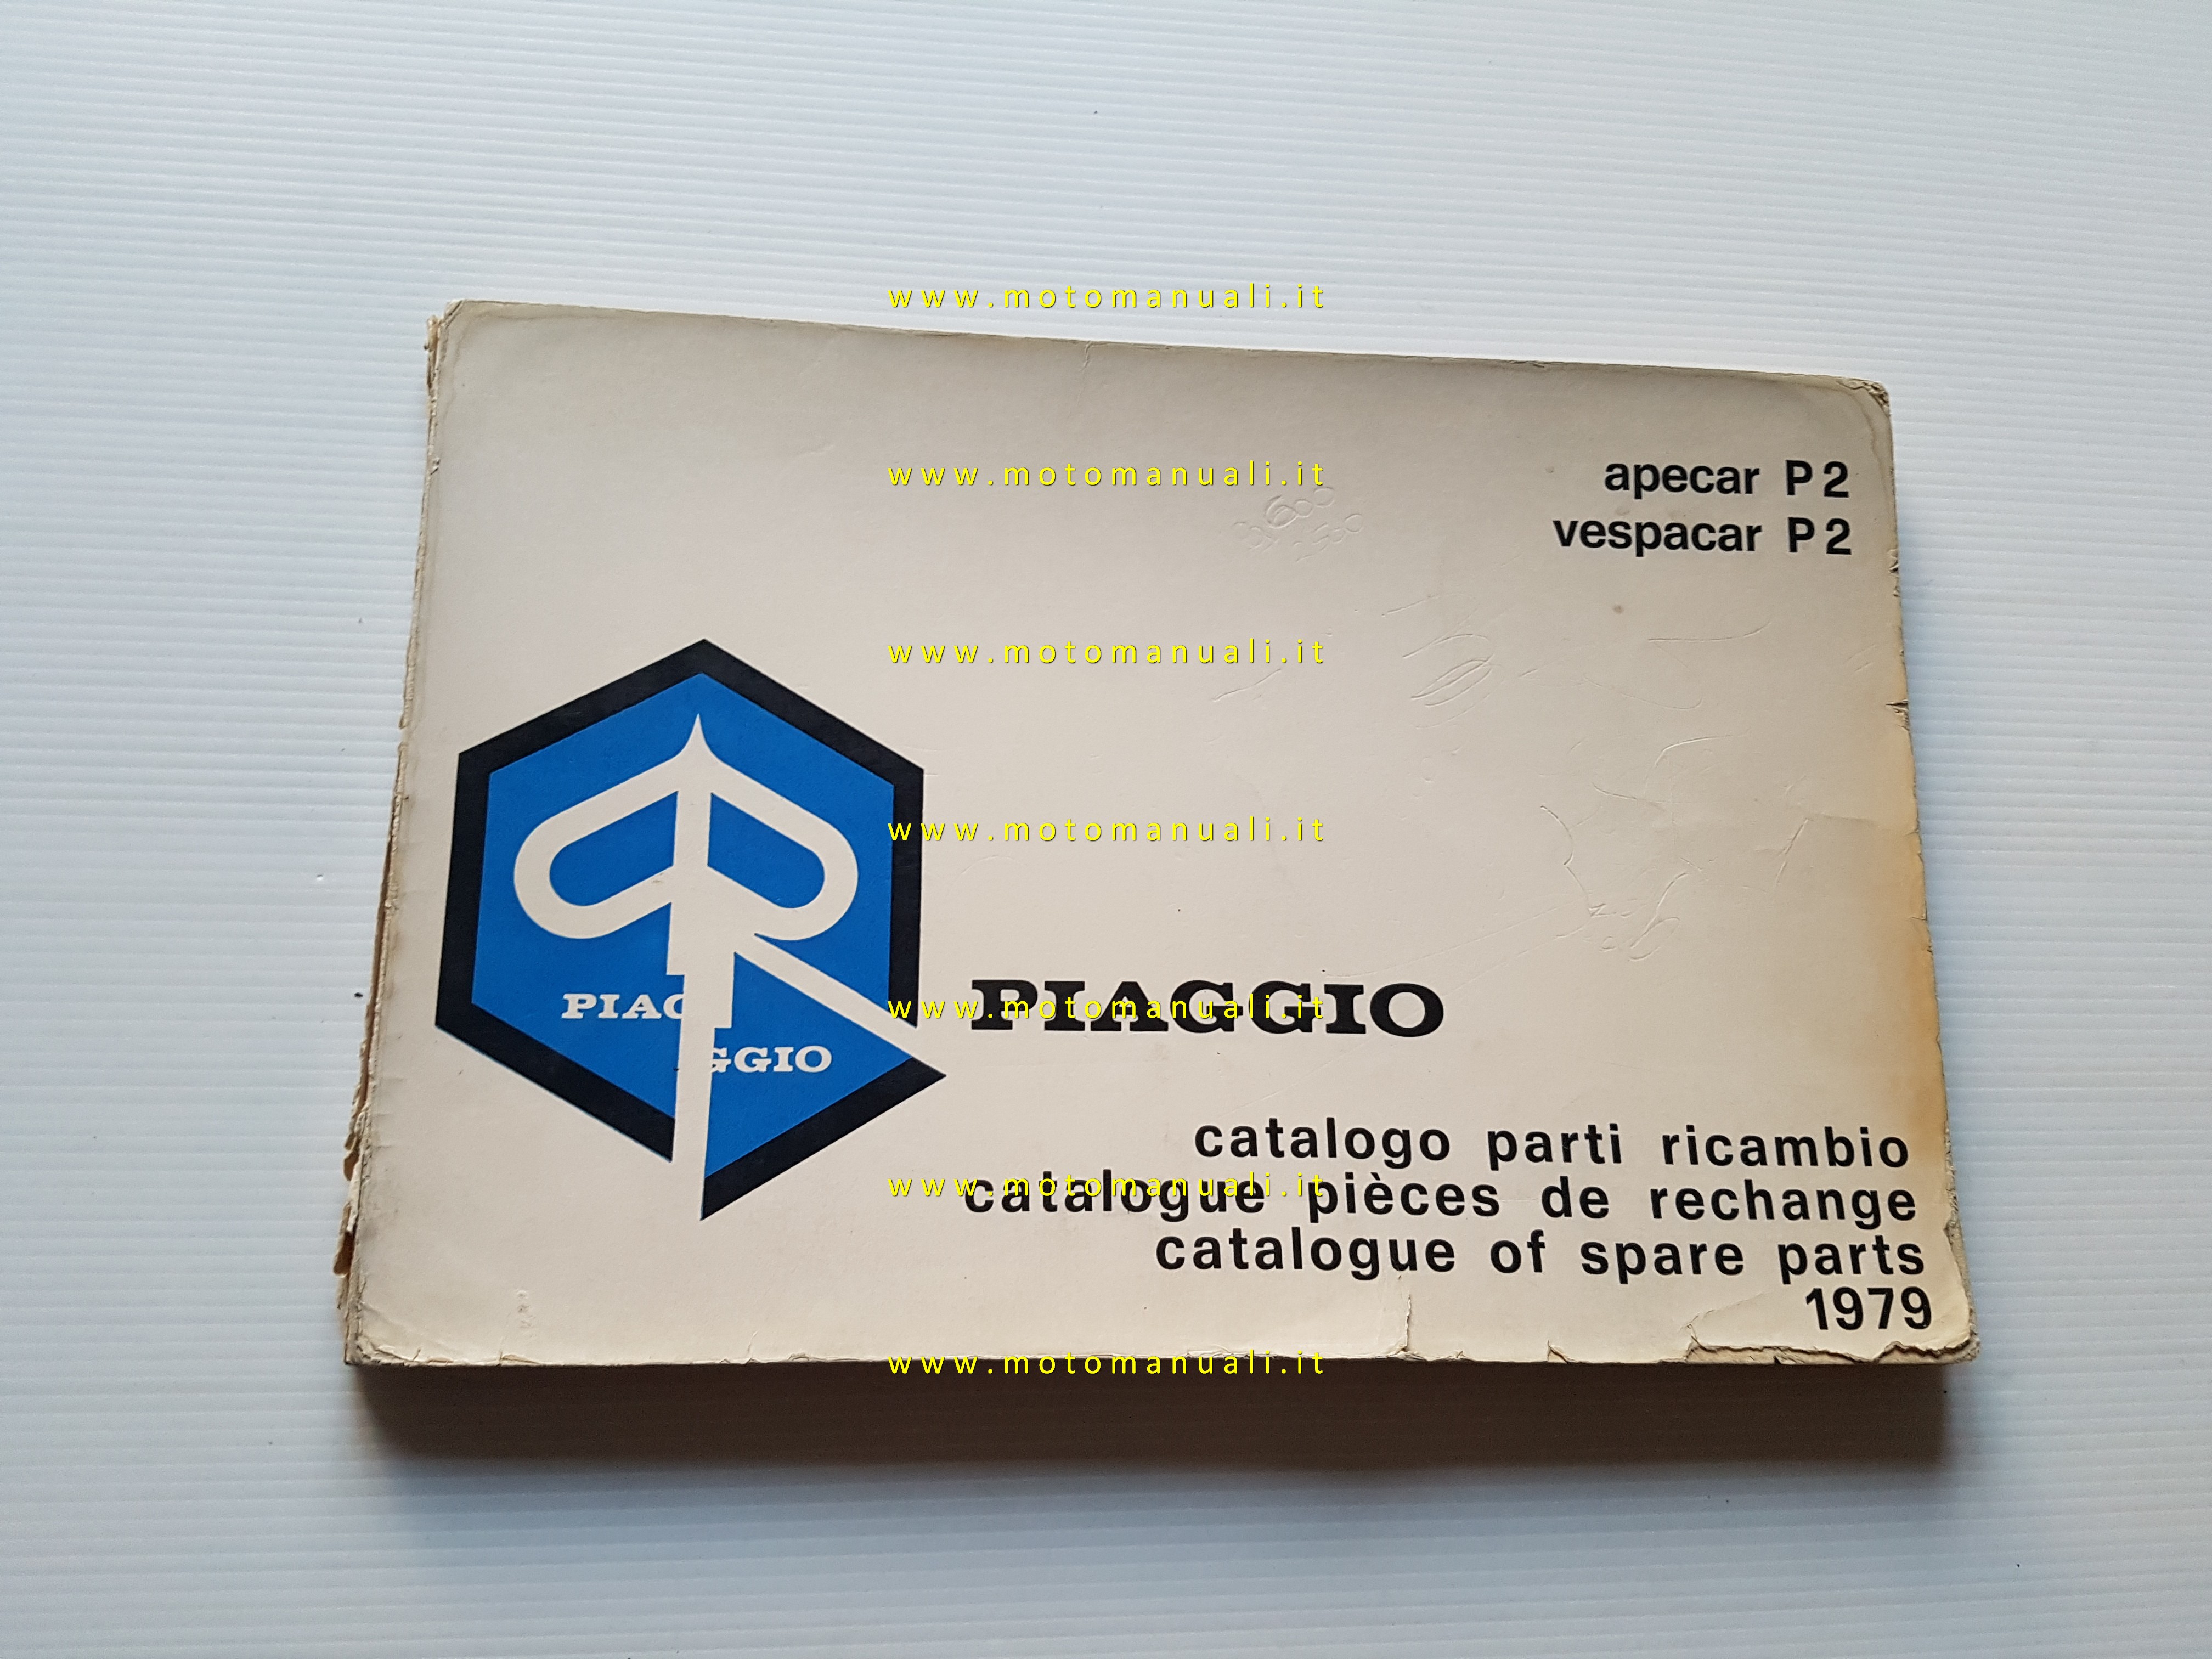 www.motomanuali.it
www.motomanuali.it
apecar P2
vespacar P2
www.motomanuali.it
www.motomanuali.it
PIAGGIO
PIAGGIO
www.motomanuali.it
catalogo parti ricambio
catalogue pièces de rechange
www.motomanuali.it
catalogue of spare parts
1979
www.motomanuali.it